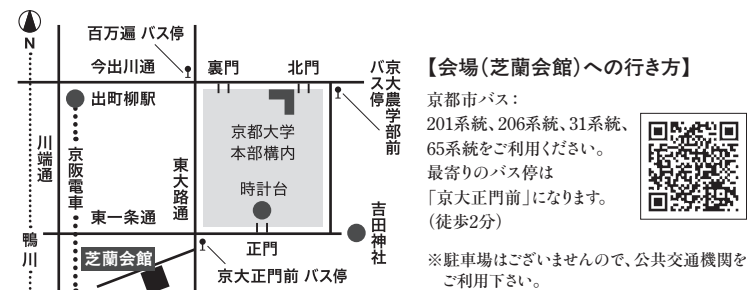 N
百万遍 バス停
今出川通
裏門
北門
京大農学部前
バス停
出町柳駅
京都大学
本部構内
時計台
川端通
京阪電車
東大路通
東一条通
吉田神社
鴨川
芝蘭会館
正門
京大正門前 バス停
【会場(芝蘭会館)への行き方】
京都市バス:
201系統、206系統、31系統、
65系統をご利用ください。
最寄りのバス停は
「京大正門前」になります。
(徒歩2分)
※駐車場はございませんので、公共交通機関を
ご利用下さい。